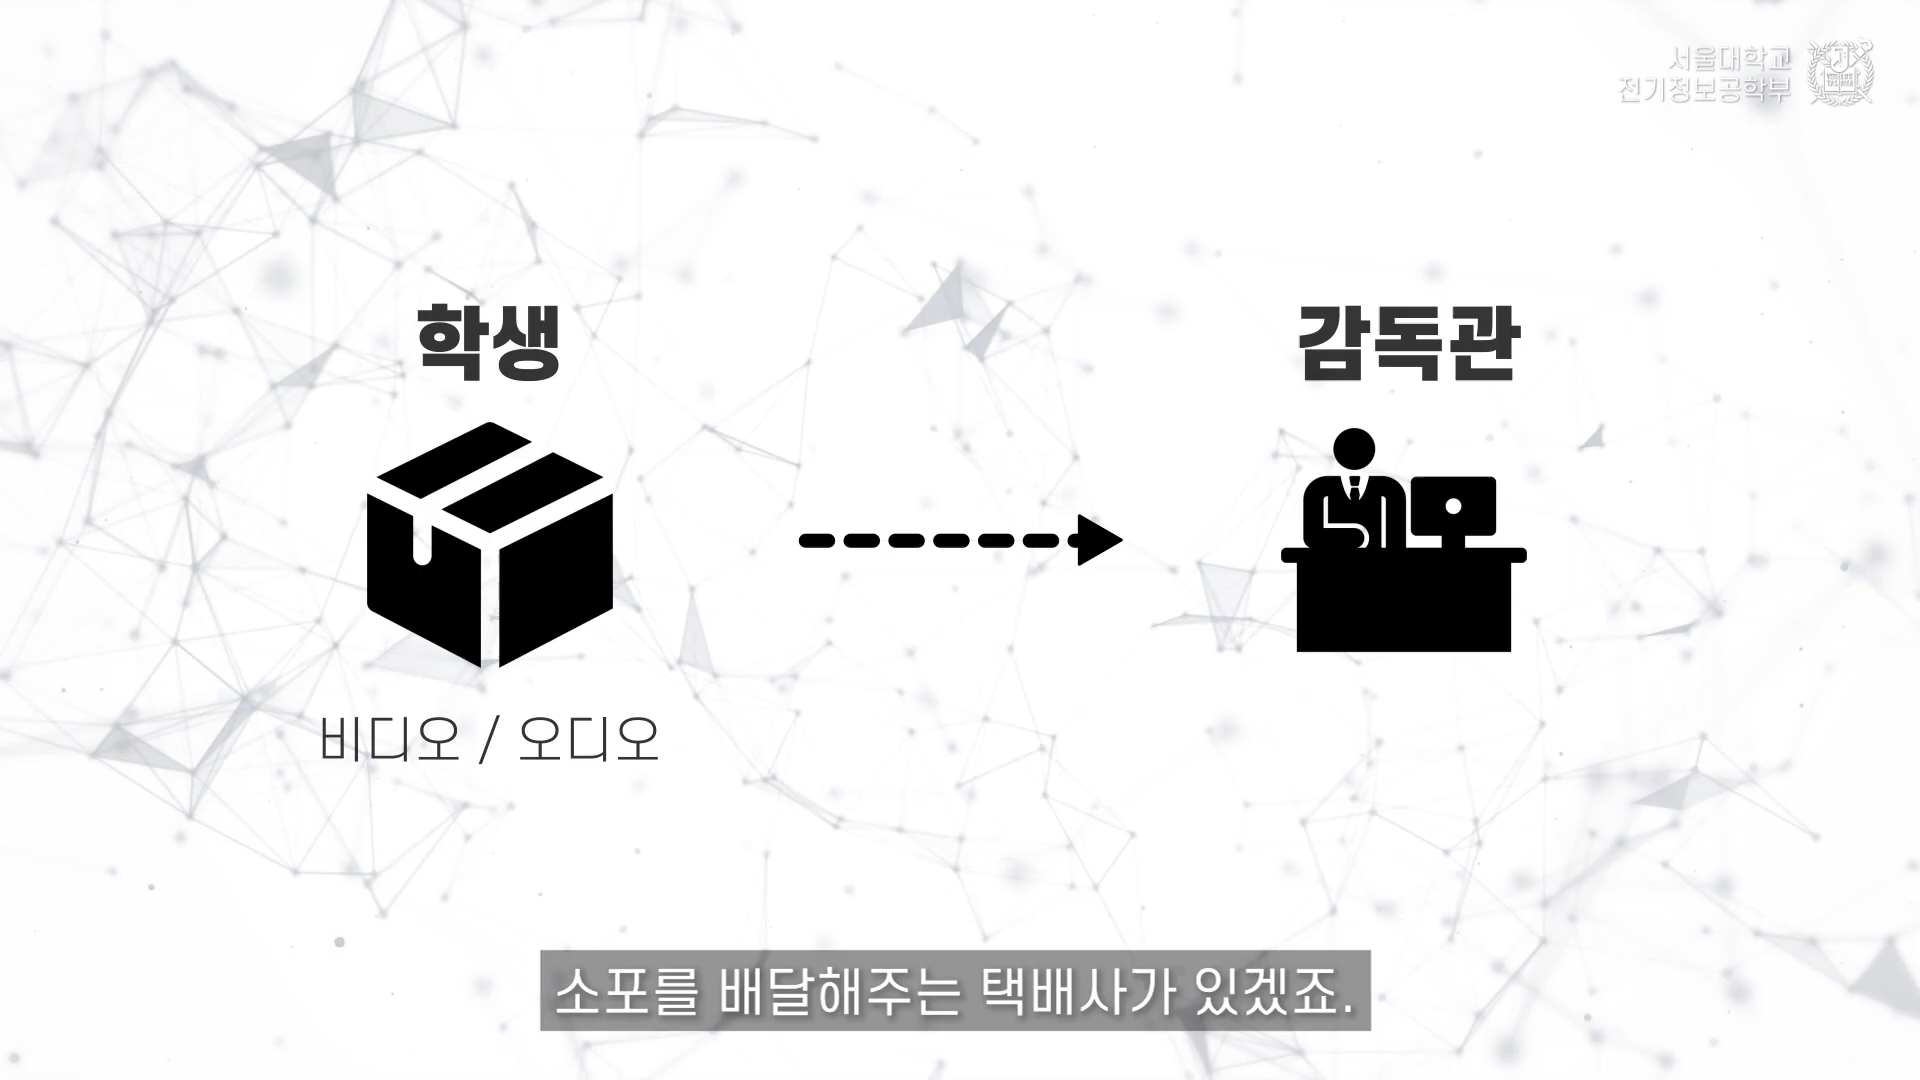 서울대학교
전기정보공학부
학생
감독관
비디오 / 오디오
소포를 배달해주는 택배사가 있겠죠.